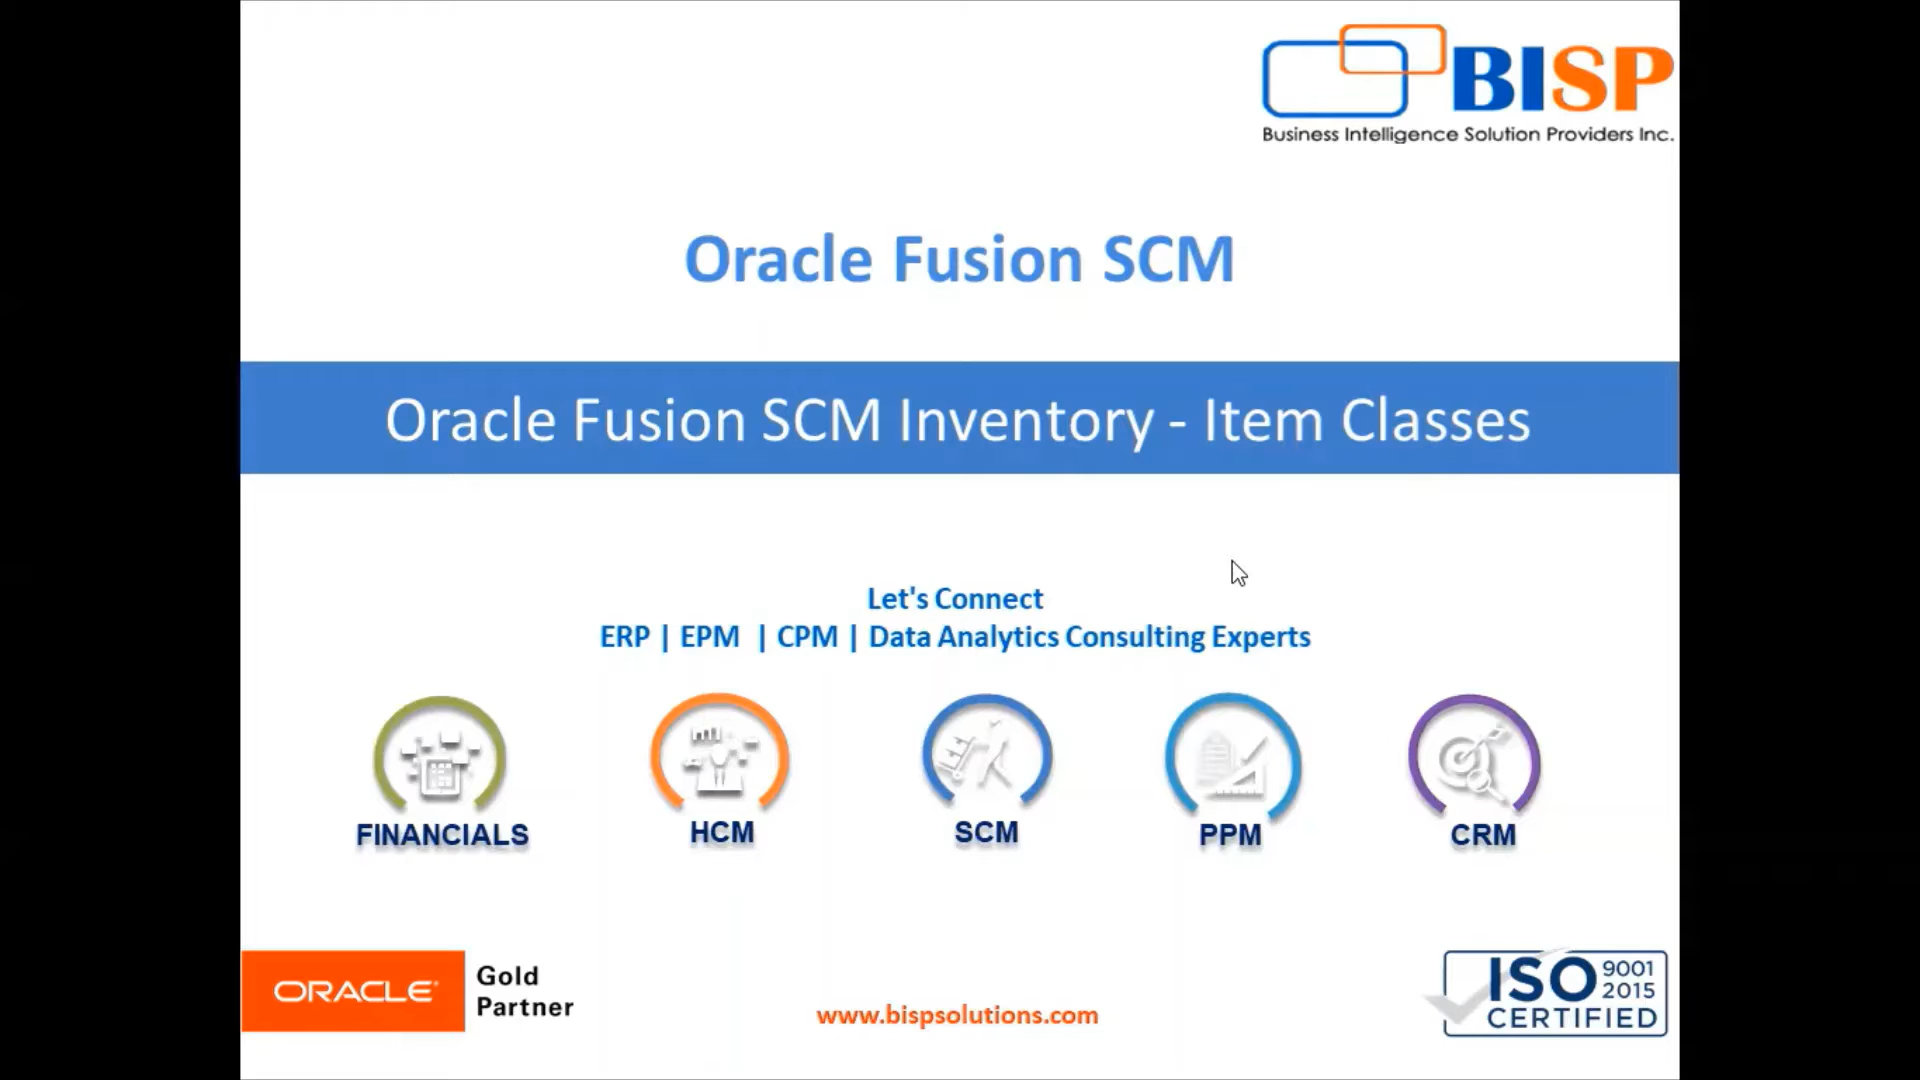 BISP
Business Intelligence Solution Providers Inc.
Oracle Fusion SCM
Oracle Fusion SCM Inventory - Item Classes
Let's Connect
ERP | EPM | CPM | Data Analytics Consulting Experts
FINANCIALS
HCM
SCM
PPM
CRM
ORACLE
Gold
Partner
www.bispsolutions.com
ISO 9001
2015
CERTIFIED